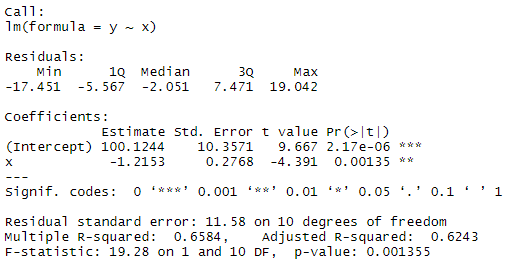 Call:
lm(formula = y ~ x)
Residuals:
    Min      1Q  Median      3Q     Max
-17.451  -5.567  -2.051   7.471  19.042
Coefficients:
            Estimate Std. Error t value Pr(>|t|)
(Intercept) 100.1244    10.3571   9.667 2.17e-06 ***
x            -1.2153     0.2768  -4.391  0.00135 **
---
Signif. codes:  0 ‘***’ 0.001 ‘**’ 0.01 ‘*’ 0.05 ‘.’ 0.1 ‘ ’ 1
Residual standard error: 11.58 on 10 degrees of freedom
Multiple R-squared:  0.6584,    Adjusted R-squared:  0.6243
F-statistic: 19.28 on 1 and 10 DF,  p-value: 0.001355